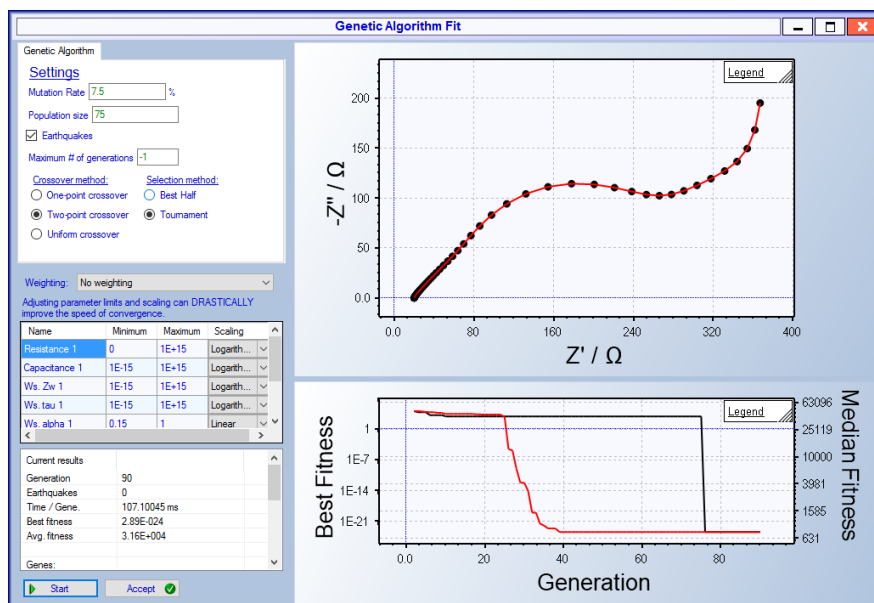 Genetic Algorithm Fit
Genetic Algorithm
Settings
Mutation Rate 7.5 %
Population size 75
Earthquakes
Maximum # of generations -1
Crossover method: Selection method:
One-point crossover Best Half
Two-point crossover Tournament
Uniform crossover
Weighting: No weighting
Adjusting parameter limits and scaling can DRASTICALLY
improve the speed of convergence.
Name Minimum Maximum Scaling
Resistance 1 0 1E+15 Logarith...
Capacitance 1 1E-15 1E+15 Logarith...
Ws. Zw 1 1E-15 1E+15 Logarith...
Ws. tau 1 1E-15 1E+15 Logarith...
Ws. alpha 1 0.15 1 Linear
Current results
Generation 90
Earthquakes 0
Time / Gene. 107.10045 ms
Best fitness 2.89E-024
Avg. fitness 3.16E+004
Genes:
Start Accept
Legend
200
150
100
50
0.0
-Z" / Ω
0.0 80 160 240 320 400
Z' / Ω
Legend
1
1E-7
1E-14
1E-21
Best Fitness
63096
25119
10000
3981
1585
631
Median Fitness
0.0 20 40 60 80
Generation